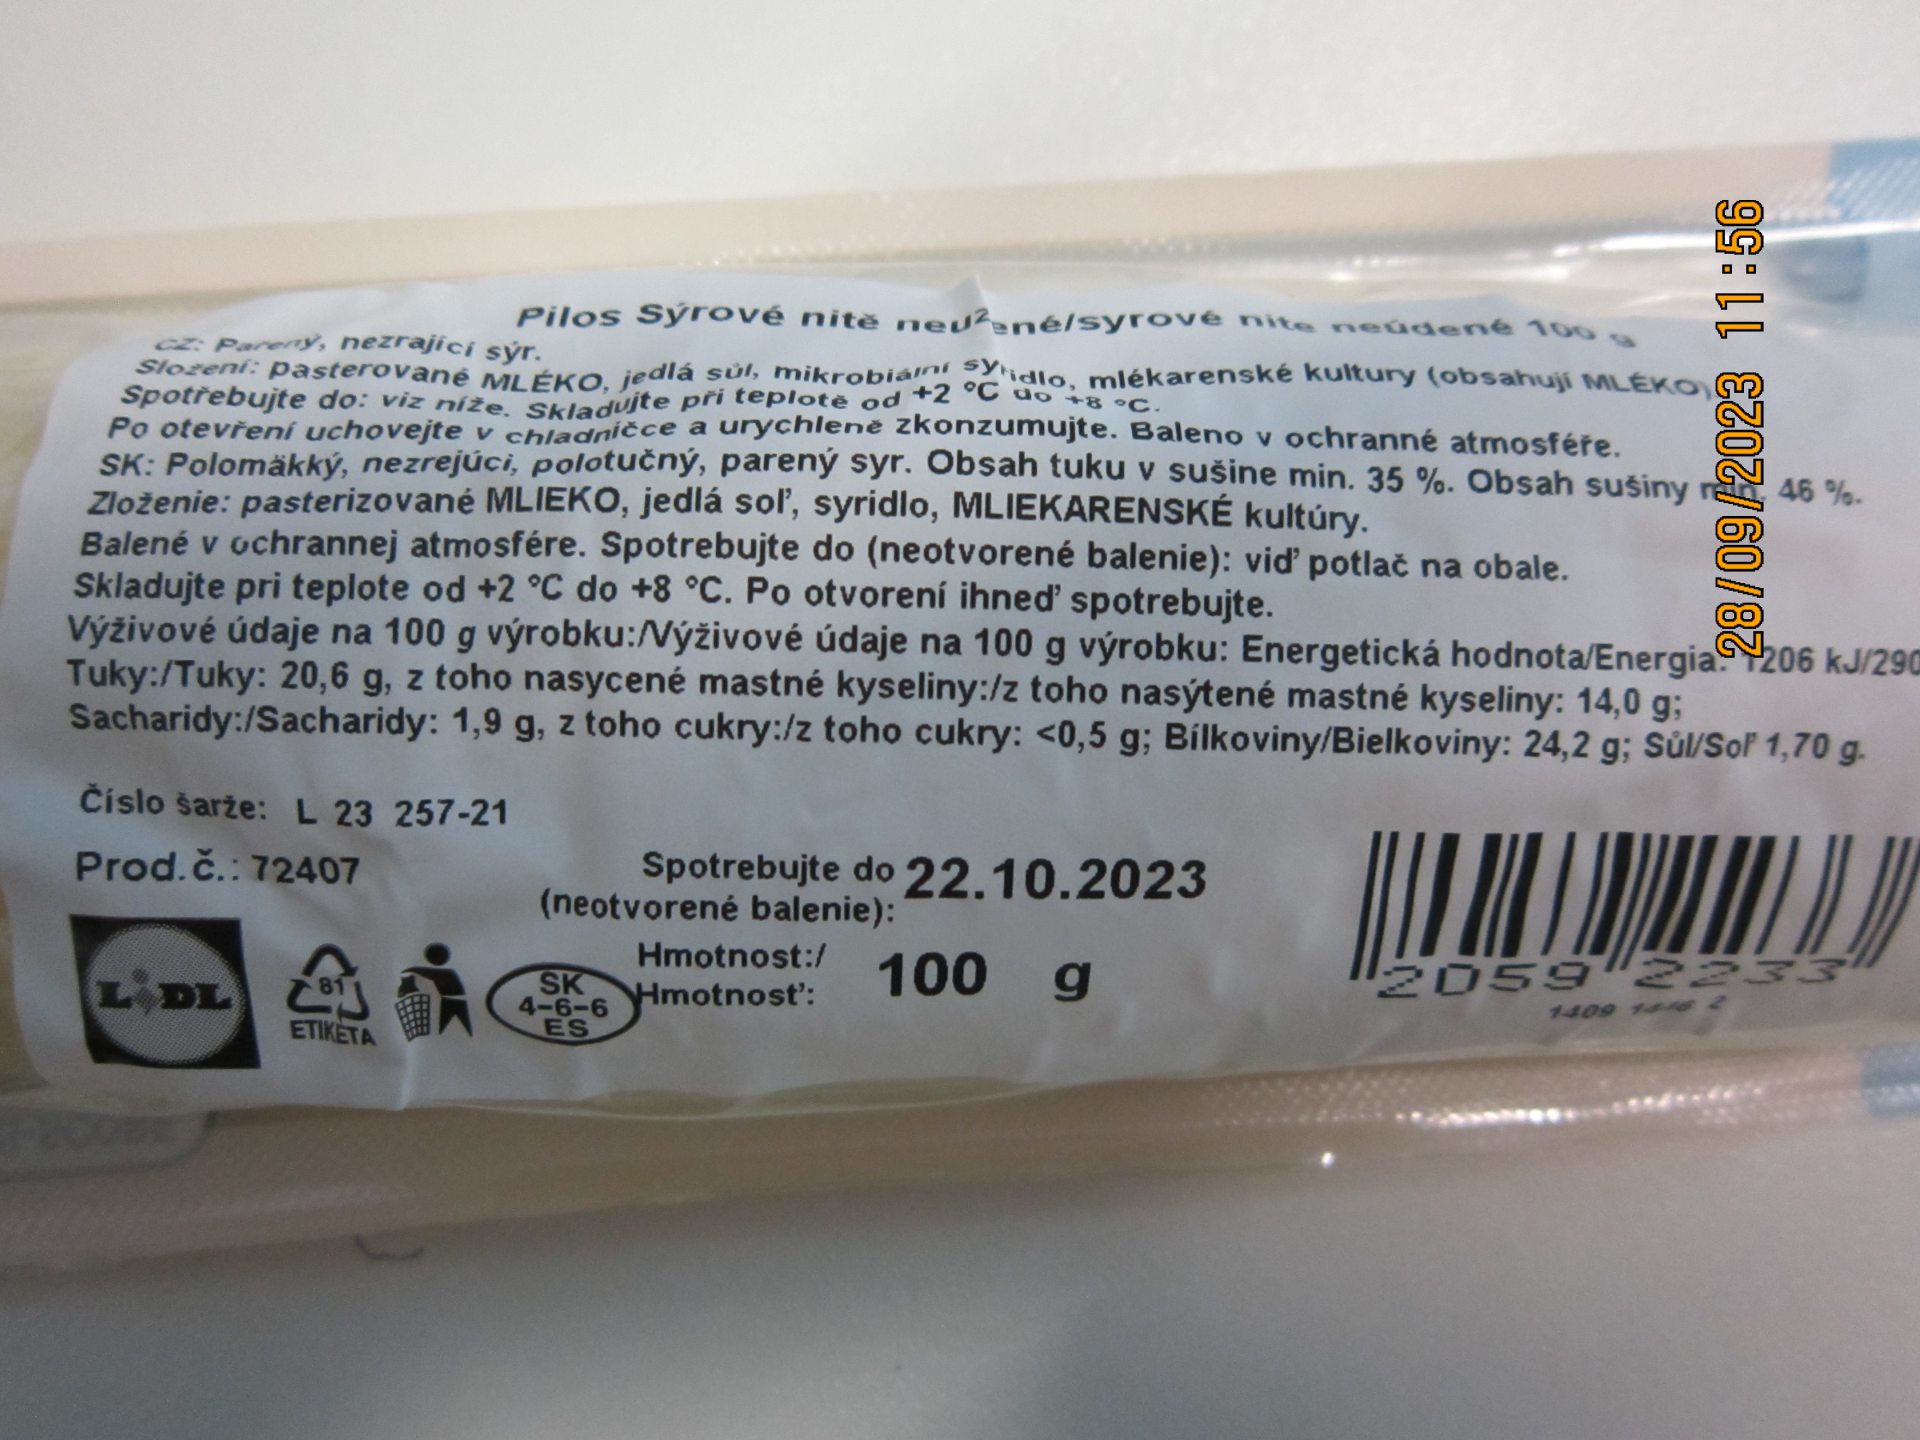 Pilos Sýrové nitě /syrové nite neúdené 100 g
CZ: Pařený, nezrající sýr.
Složení: pasterované MLÉKO, jedlá sůl, mikrobiální syřidlo, mlékarenské kultury (obsahují MLÉKO)
Spotřebujte do: viz níže. Skladujte při teplotě od +2 °C do +8 °C.
Po otevření uchovejte v chladničce a urychleně zkonzumujte. Baleno v ochranné atmosféře.
SK: Polomäkký, nezrejúci, polotučný, parený syr. Obsah tuku v sušine min. 35 %. Obsah sušiny min. 46 %.
Zloženie: pasterizované MLIEKO, jedlá soľ, syridlo, MLIEKARENSKÉ kultúry.
Balené v ochrannej atmosfére. Spotrebujte do (neotvorené balenie): viď potlač na obale.
Skladujte pri teplote od +2 °C do +8 °C. Po otvorení ihneď spotrebujte.
Výživové údaje na 100 g výrobku:/Výživové údaje na 100 g výrobku: Energetická hodnota/Energia: 1206 kJ/290
Tuky:/Tuky: 20,6 g, z toho nasycené mastné kyseliny:/z toho nasýtené mastné kyseliny: 14,0 g;
Sacharidy:/Sacharidy: 1,9 g, z toho cukry:/z toho cukry: <0,5 g; Bílkoviny/Bielkoviny: 24,2 g; Sůl/Soľ 1,70 g.
Číslo šarže: L 23 257-21
Prod.č.: 72407
Spotrebujte do 22.10.2023
(neotvorené balenie):
Hmotnost:/
Hmotnosť: 100 g
LIDL
81
ETIKETA
SK
4-6-6
ES
2059 2233
1409
28/09/2023 11:56